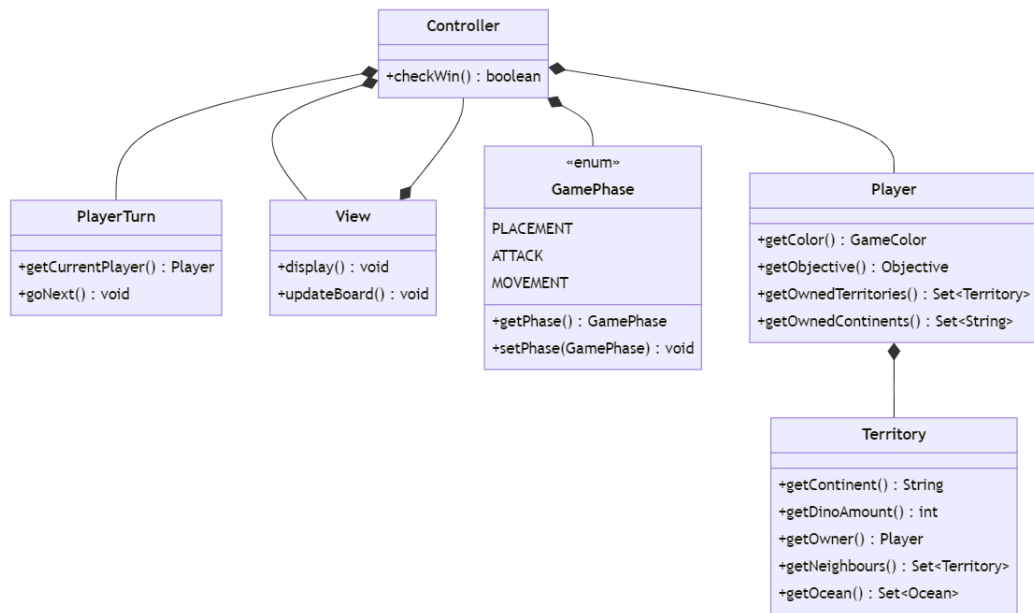 Controller
+checkWin() : boolean
PlayerTurn
+getCurrentPlayer() : Player
+goNext() : void
View
+display() : void
+updateBoard() : void
«enum»
GamePhase
PLACEMENT
ATTACK
MOVEMENT
+getPhase() : GamePhase
+setPhase(GamePhase) : void
Player
+getColor() : GameColor
+getObjective() : Objective
+getOwnedTerritories() : Set<Territory>
+getOwnedContinents() : Set<String>
Territory
+getContinent() : String
+getDinoAmount() : int
+getOwner() : Player
+getNeighbours() : Set<Territory>
+getOcean() : Set<Ocean>